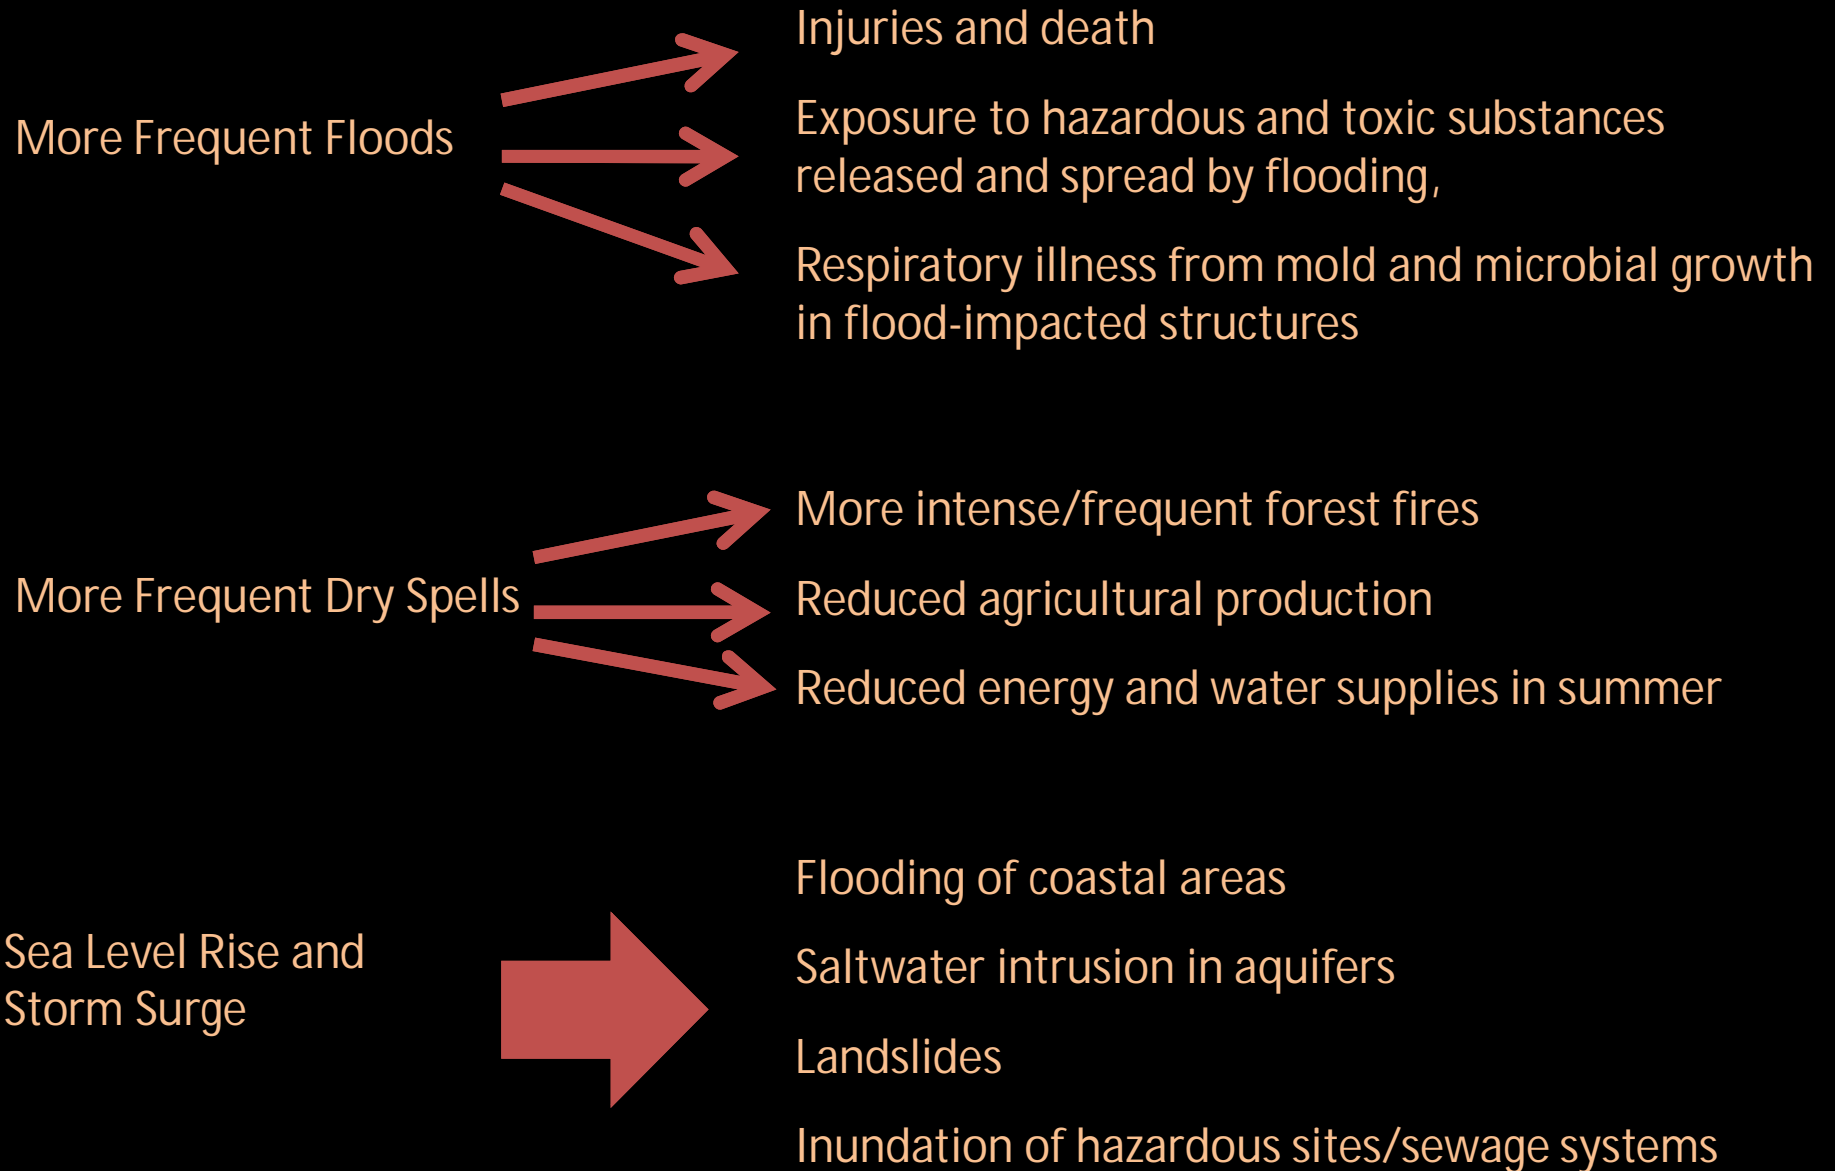 More Frequent Floods
Injuries and death
Exposure to hazardous and toxic substances
released and spread by flooding,
Respiratory illness from mold and microbial growth
in flood-impacted structures
More Frequent Dry Spells
More intense/frequent forest fires
Reduced agricultural production
Reduced energy and water supplies in summer
Sea Level Rise and
Storm Surge
Flooding of coastal areas
Saltwater intrusion in aquifers
Landslides
Inundation of hazardous sites/sewage systems